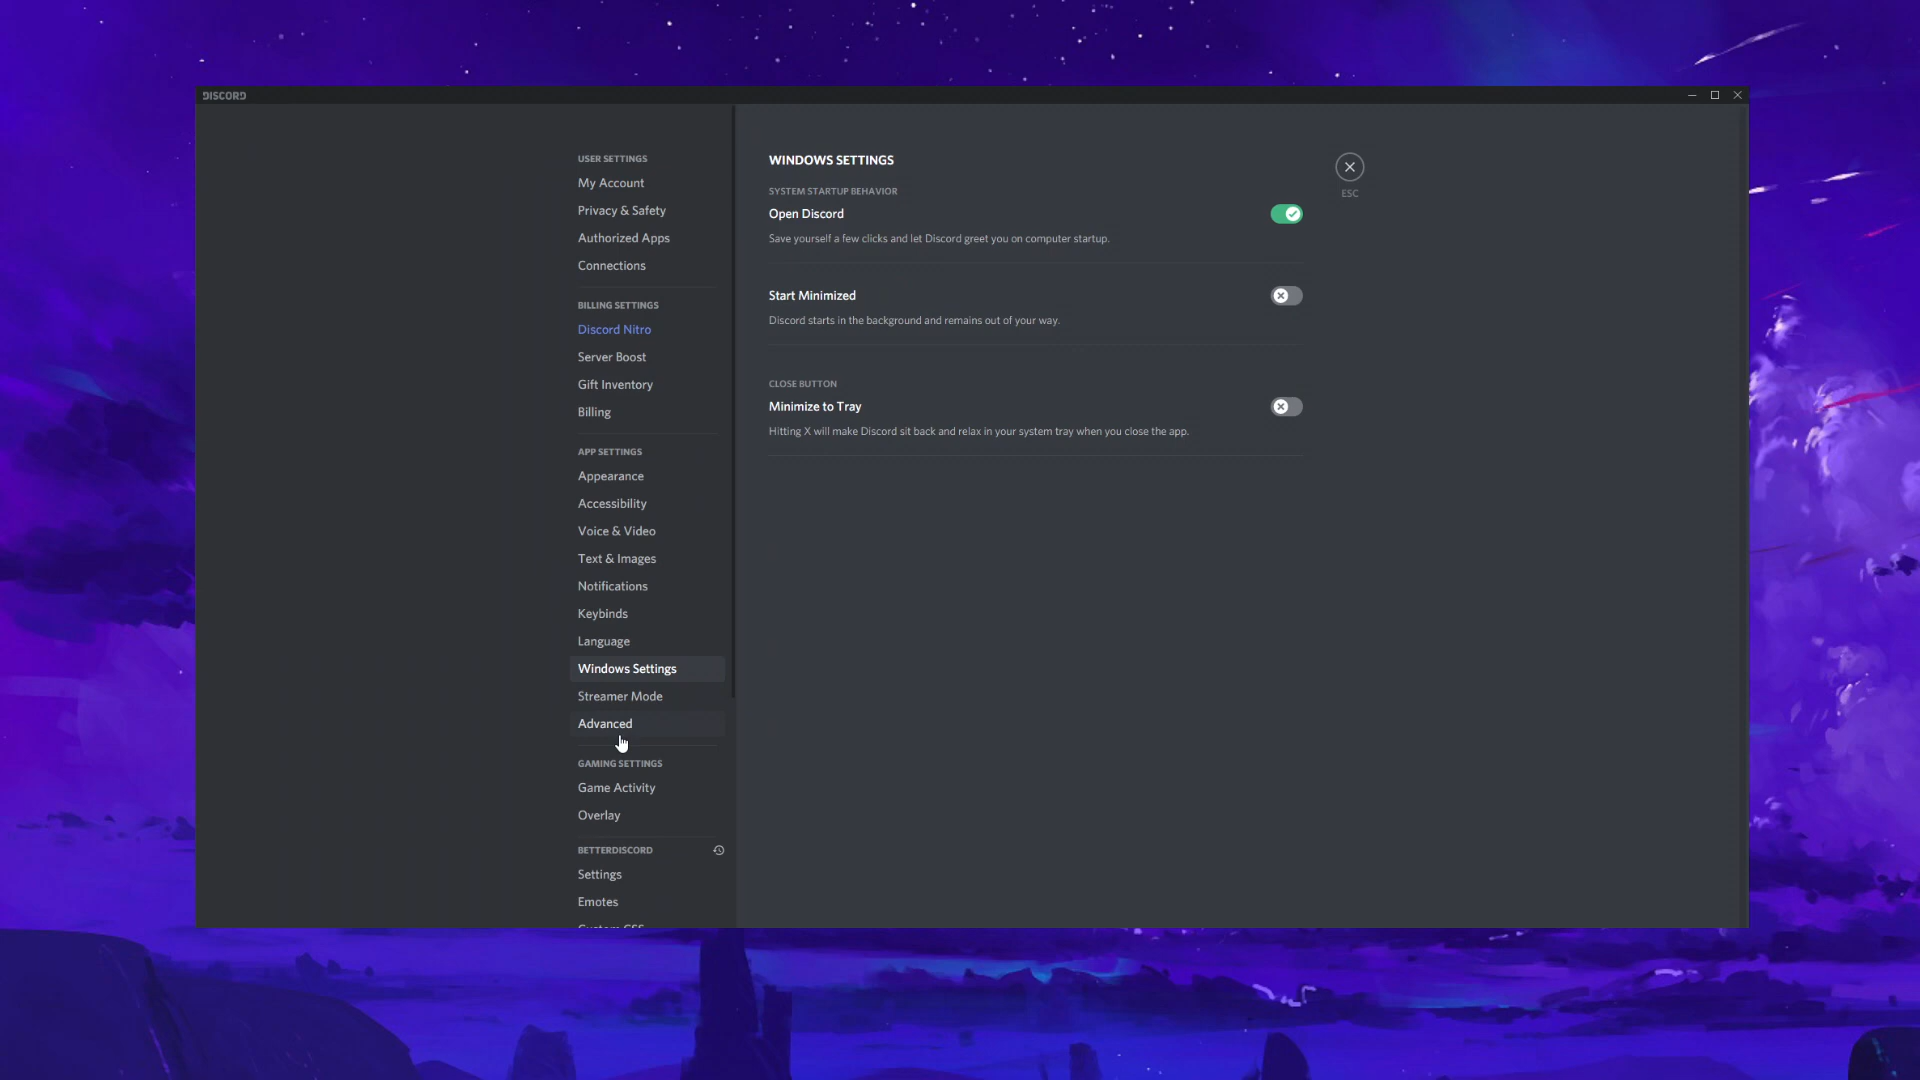 DISCORD
USER SETTINGS
My Account
Privacy & Safety
Authorized Apps
Connections
BILLING SETTINGS
Discord Nitro
Server Boost
Gift Inventory
Billing
APP SETTINGS
Appearance
Accessibility
Voice & Video
Text & Images
Notifications
Keybinds
Language
Windows Settings
Streamer Mode
Advanced
GAMING SETTINGS
Game Activity
Overlay
BETTERDISCORD
Settings
Emotes
Custom CSS
WINDOWS SETTINGS
SYSTEM STARTUP BEHAVIOR
Open Discord
Save yourself a few clicks and let Discord greet you on computer startup.
Start Minimized
Discord starts in the background and remains out of your way.
CLOSE BUTTON
Minimize to Tray
Hitting X will make Discord sit back and relax in your system tray when you close the app.
ESC